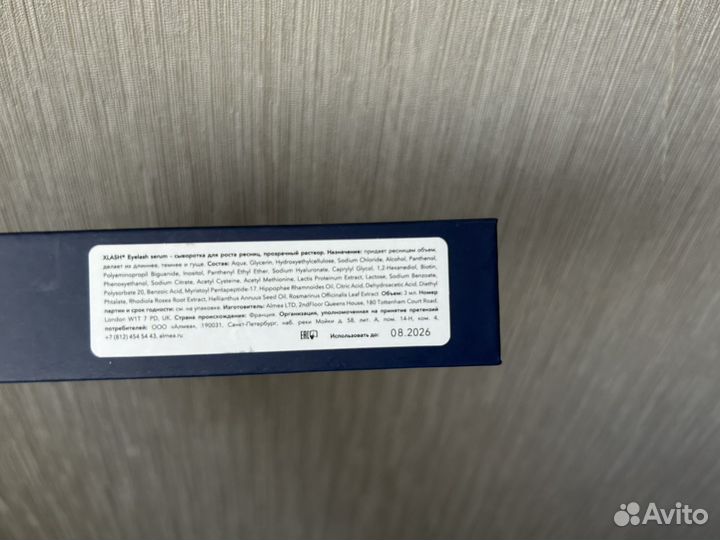 XLASH® Eyelash serum - сыворотка для роста ресниц, прозрачный раствор. Назначение: придает ресницам объем,
делает их длиннее, темнее и гуще. Состав: Aqua, Glycerin, Hydroxyethylcellulose, Sodium Chloride, Alcohol, Panthenol,
Polyaminopropyl Biguanide, Inositol, Panthenyl Ethyl Ether, Sodium Hyaluronate, Caprylyl Glycol, 1,2-Hexanediol, Biotin,
Phenoxyethanol, Sodium Citrate, Acetyl Cysteine, Acetyl Methionine, Lactis Proteinum Extract, Lactose, Sodium Benzoate,
Polysorbate 20, Benzoic Acid, Myristoyl Pentapeptide-17, Hippophae Rhamnoides Oil, Citric Acid, Dehydroacetic Acid, Diethyl
Phtalate, Rhodiola Rosea Root Extract, Hellianthus Annuus Seed Oil, Rosmarinus Officinalis Leaf Extract. Объем: 3 мл. Номер
партии и срок годности: см. на упаковке. Изготовитель: Almea LTD, 2ndFloor Queens House, 180 Tottenham Court Road,
London W1T 7 PD, UK. Страна происхождения: Франция. Организация, уполномоченная на принятие претензий
потребителей: ООО «Алмеа», 190031, Санкт-Петербург, наб. реки Мойки д. 58, лит. А, пом. 14-Н, ком. 4,
+7 (812) 454 54 43, almea.ru
EAC Использовать до: 08.2026
Avito